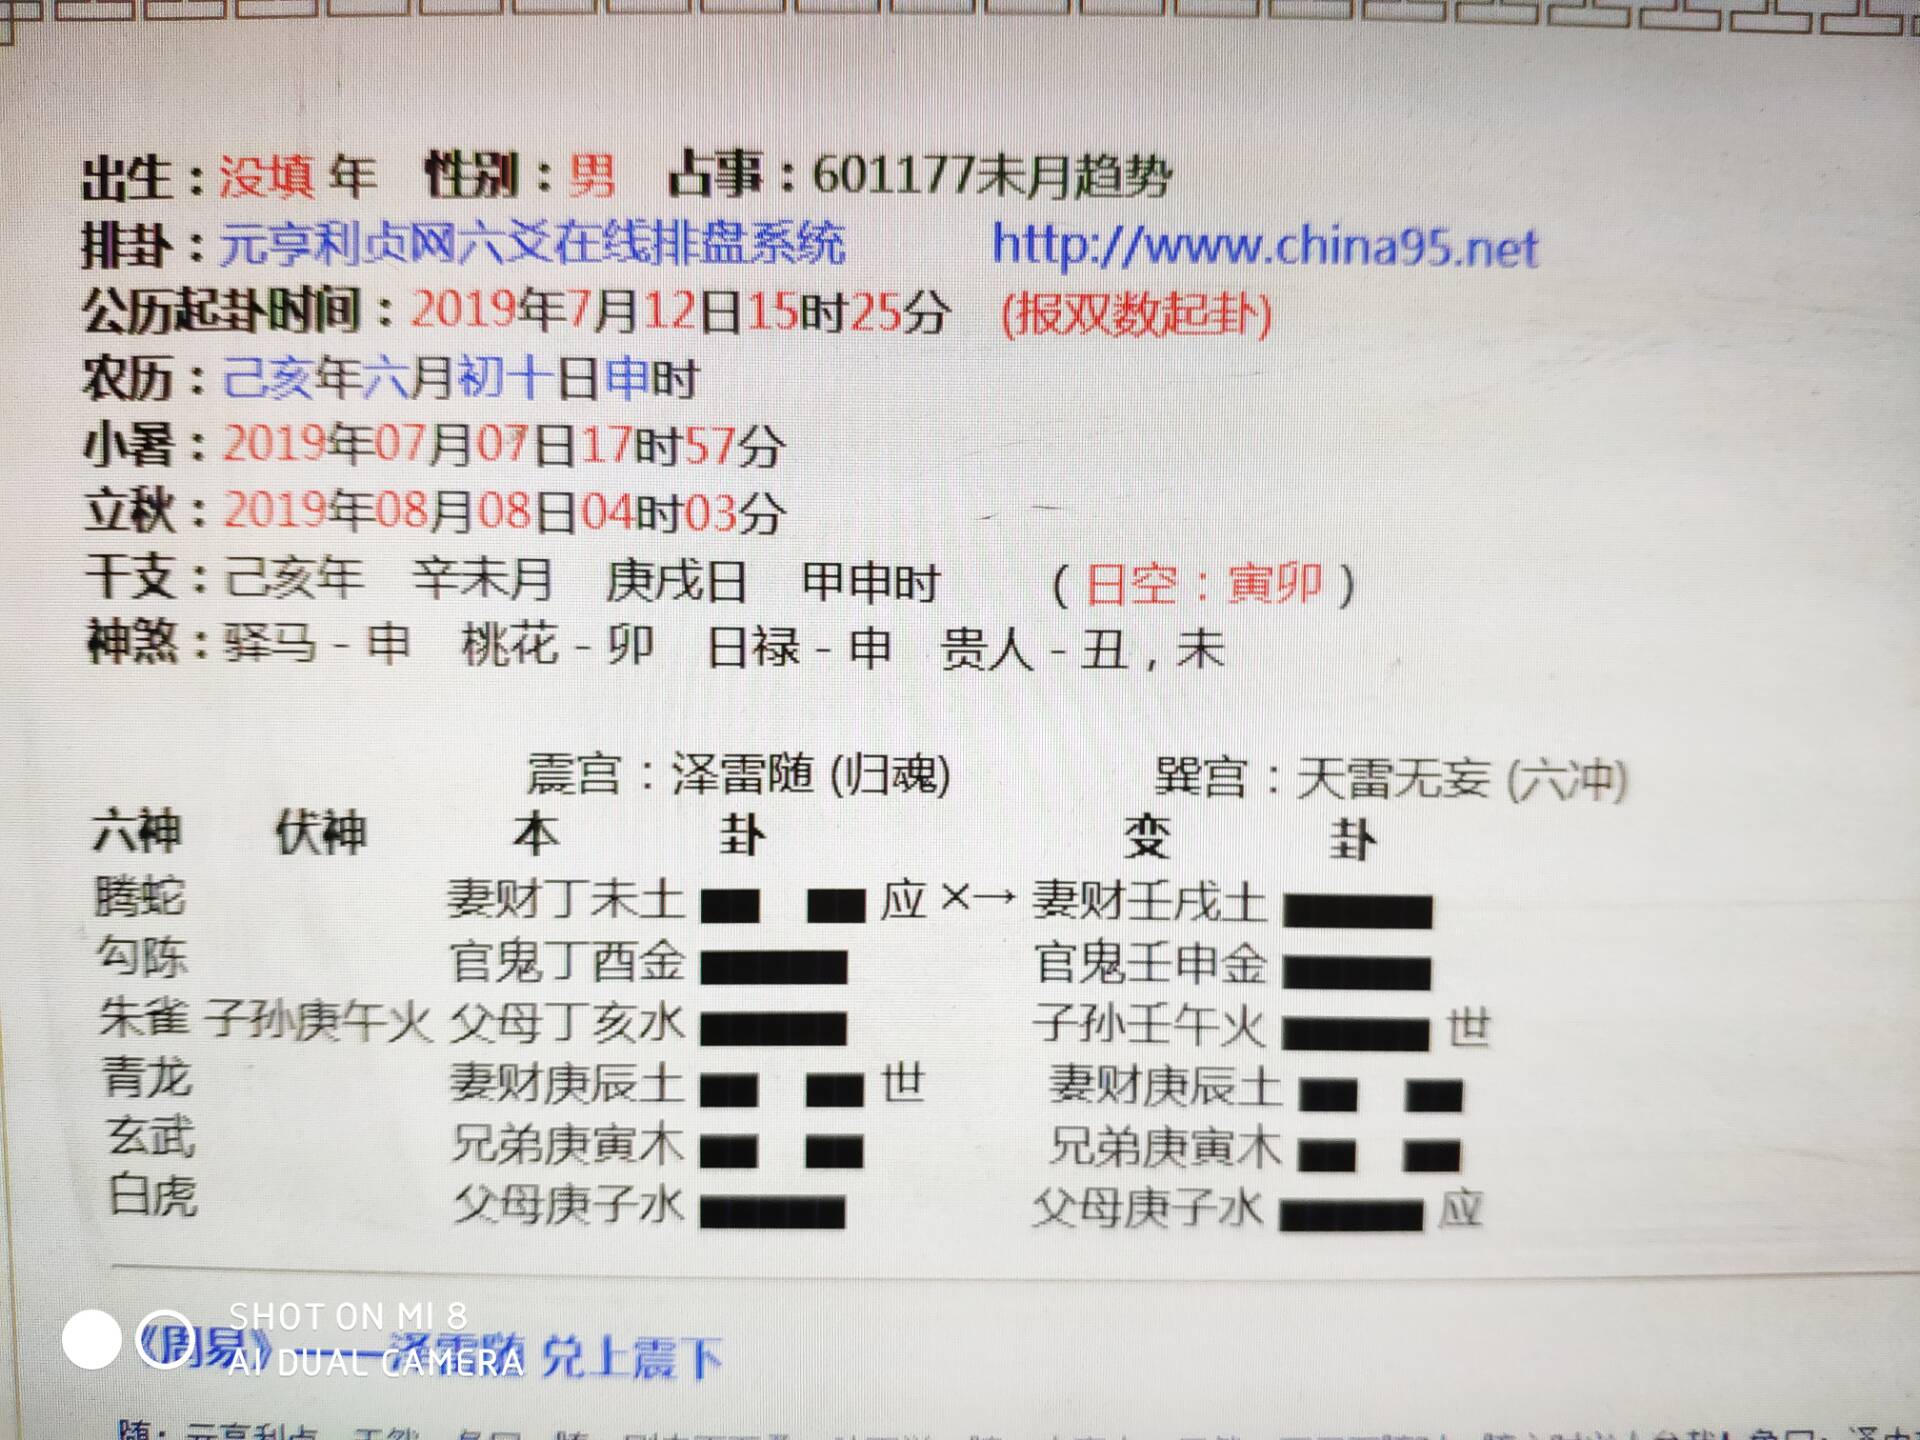 出生：没填 年 性别：男 占事：601177未月趋势
排卦：元亨利贞网六爻在线排盘系统 http://www.china95.net
公历起卦时间：2019年7月12日15时25分 (报双数起卦)
农历：己亥年六月初十日申时
小暑：2019年07月07日17时57分
立秋：2019年08月08日04时03分
干支：己亥年 辛未月 庚戌日 甲申时 （日空：寅卯）
神煞：驿马－申 桃花－卯 日禄－申 贵人－丑，未
震宫：泽雷随 (归魂) 巽宫：天雷无妄 (六冲)
六神 伏神 本 卦 变 卦
腾蛇 妻财丁未土 应 ×→ 妻财壬戌土
勾陈 官鬼丁酉金 官鬼壬申金
朱雀 子孙庚午火 父母丁亥水 子孙壬午火 世
青龙 妻财庚辰土 世 妻财庚辰土
玄武 兄弟庚寅木 兄弟庚寅木
白虎 父母庚子水 父母庚子水 应
《周易》——泽雷随 兑上震下
SHOT ON MI 8
AI DUAL CAMERA